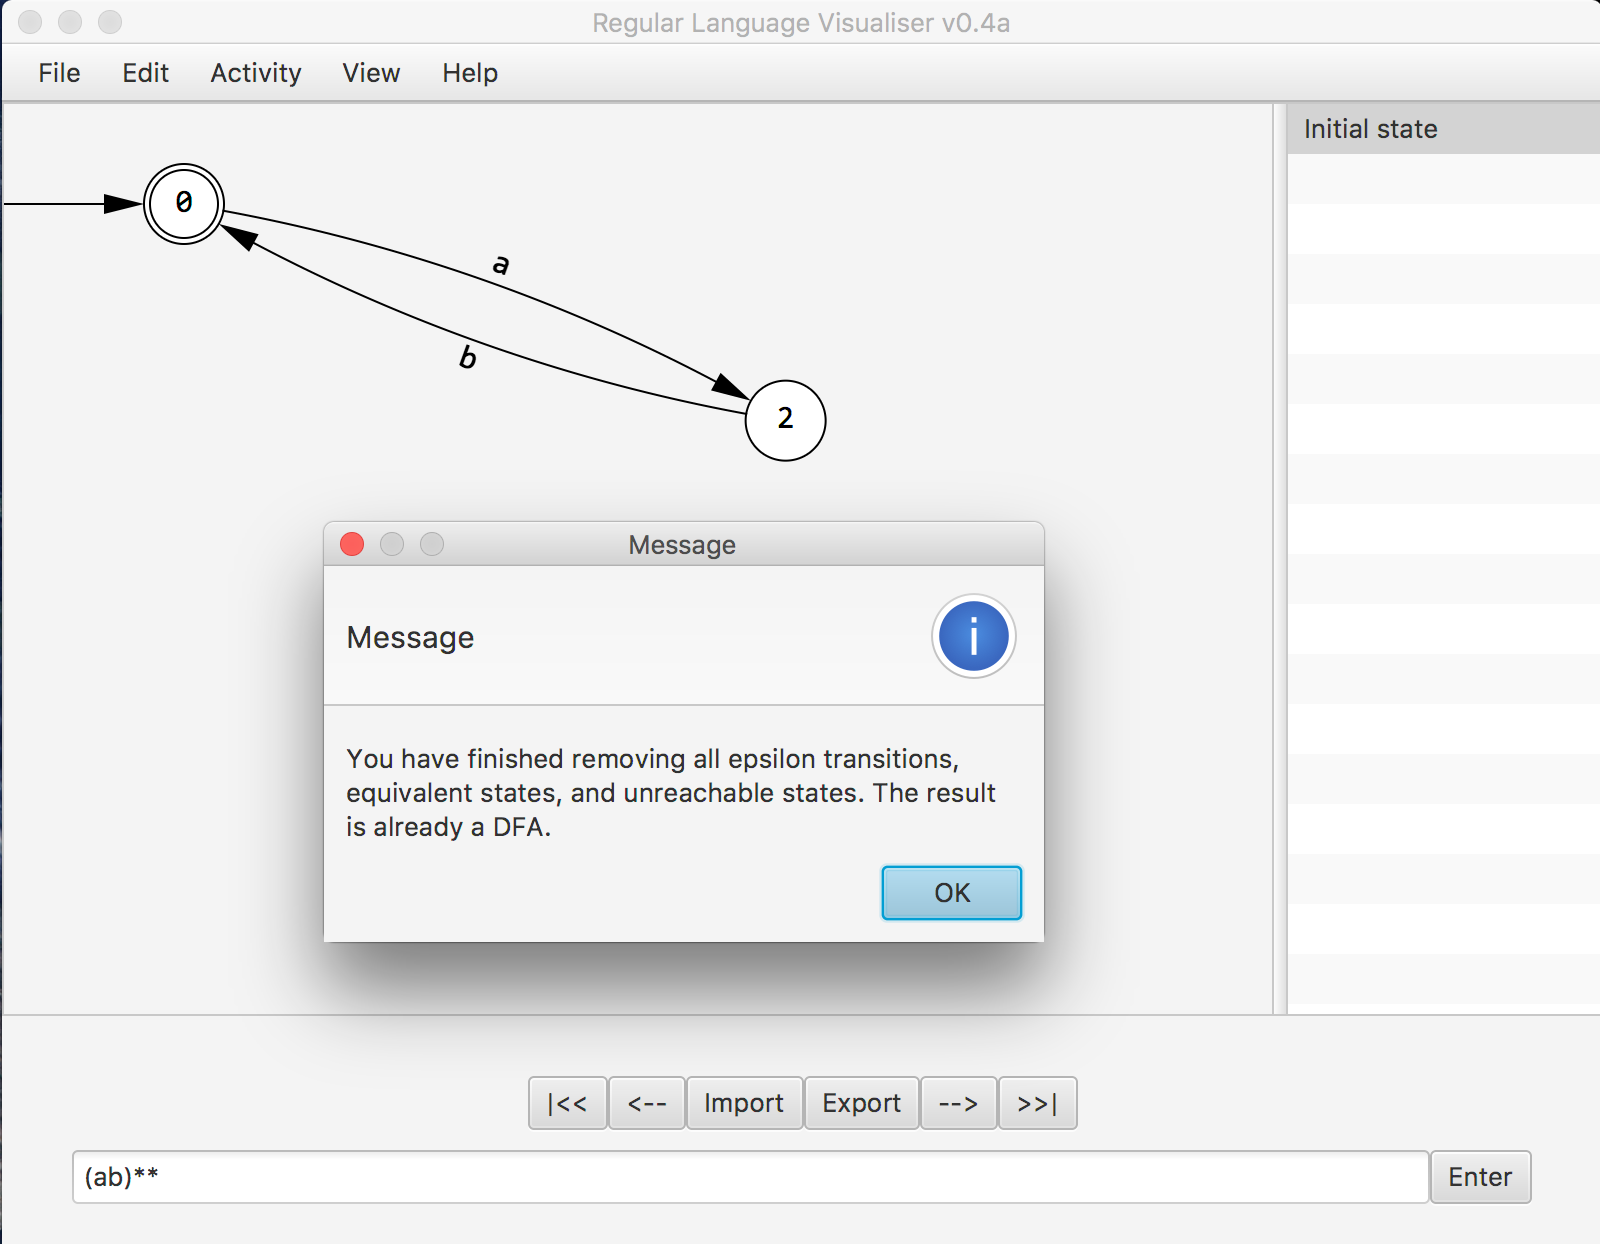 Regular Language Visualiser v0.4a
File Edit Activity View Help
Initial state
0
a
b
2
Message
Message
i
You have finished removing all epsilon transitions,
equivalent states, and unreachable states. The result
is already a DFA.
OK
|<< <-- Import Export --> >>|
(ab)** Enter